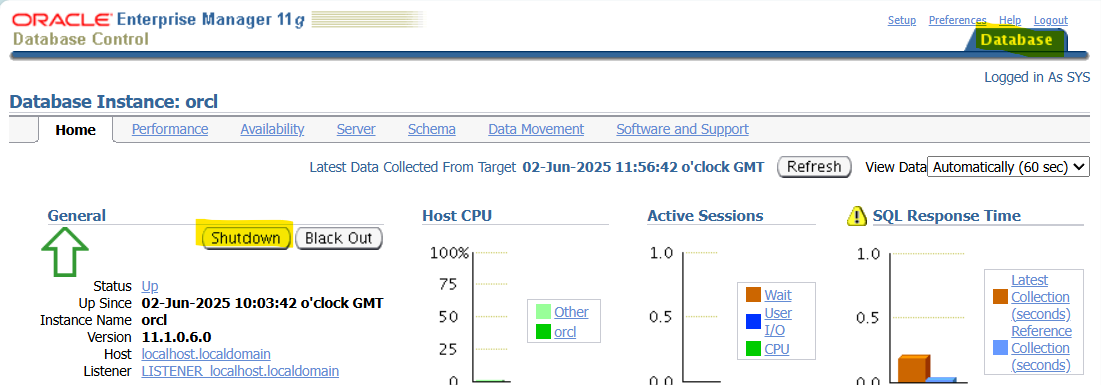 ORACLE Enterprise Manager 11g
Database Control
Setup Preferences Help Logout
Database
Logged in As SYS
Database Instance: orcl
Home Performance Availability Server Schema Data Movement Software and Support
Latest Data Collected From Target 02-Jun-2025 11:56:42 o'clock GMT Refresh View Data Automatically (60 sec)
General
Shutdown Black Out
Status Up
Up Since 02-Jun-2025 10:03:42 o'clock GMT
Instance Name orcl
Version 11.1.0.6.0
Host localhost.localdomain
Listener LISTENER_localhost.localdomain
Host CPU
100%
75
50
25
0
Other
orcl
Active Sessions
1.0
0.5
0.0
Wait
User
I/O
CPU
SQL Response Time
1.0
0.5
0.0
Latest
Collection
(seconds)
Reference
Collection
(seconds)